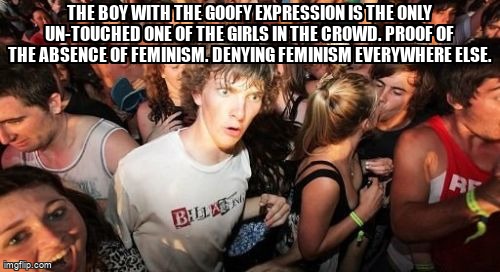 THE BOY WITH THE GOOFY EXPRESSION IS THE ONLY
UN-TOUCHED ONE OF THE GIRLS IN THE CROWD. PROOF OF
THE ABSENCE OF FEMINISM. DENYING FEMINISM EVERYWHERE ELSE.
imgflip.com